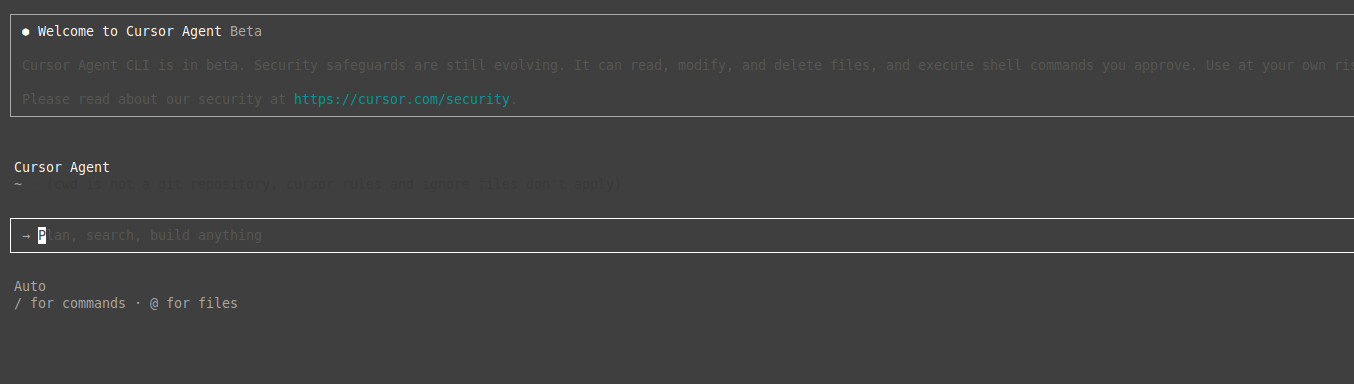 ● Welcome to Cursor Agent Beta
Cursor Agent CLI is in beta. Security safeguards are still evolving. It can read, modify, and delete files, and execute shell commands you approve. Use at your own ris
Please read about our security at https://cursor.com/security.
Cursor Agent
~ (cwd is not a git repository; cursor rules and ignore files don't apply)
→ Plan, search, build anything
Auto
/ for commands · @ for files